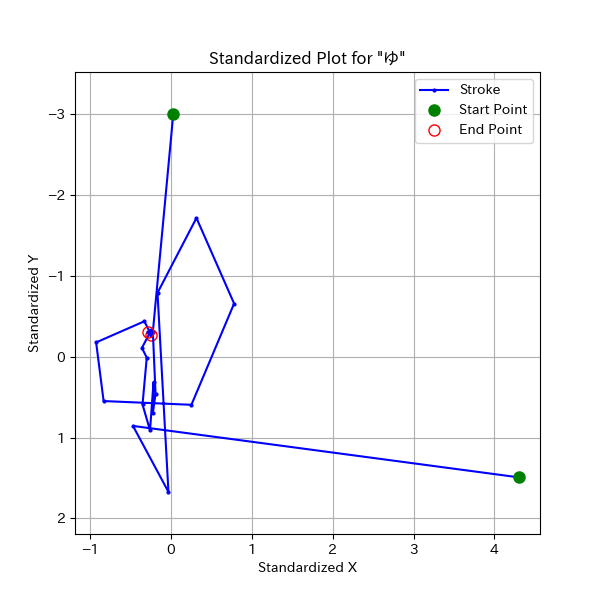 Standardized Plot for "ゆ"
Stroke
Start Point
End Point
Standardized Y
−3
−2
−1
0
1
2
−1 0 1 2 3 4
Standardized X